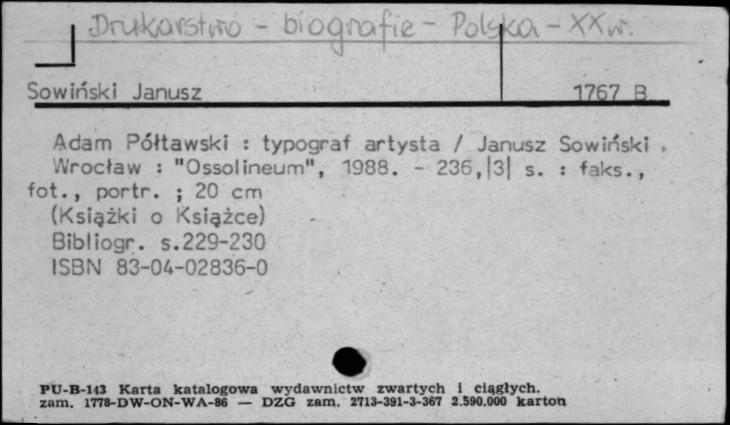 Drukarstwo - biografie - Polska - XX w.
Sowiński Janusz 1767 B
Adam Półtawski : typograf artysta / Janusz Sowiński .
Wrocław : "Ossolineum", 1988. - 236,|3| s. : faks.,
fot., portr. ; 20 cm
(Książki o Książce)
Bibliogr. s.229-230
ISBN 83-04-02836-0
PU-B-143 Karta katalogowa wydawnictw zwartych i ciągłych.
zam. 1778-DW-ON-WA-86 — DZG zam. 2713-391-3-367 2.590.000 karton